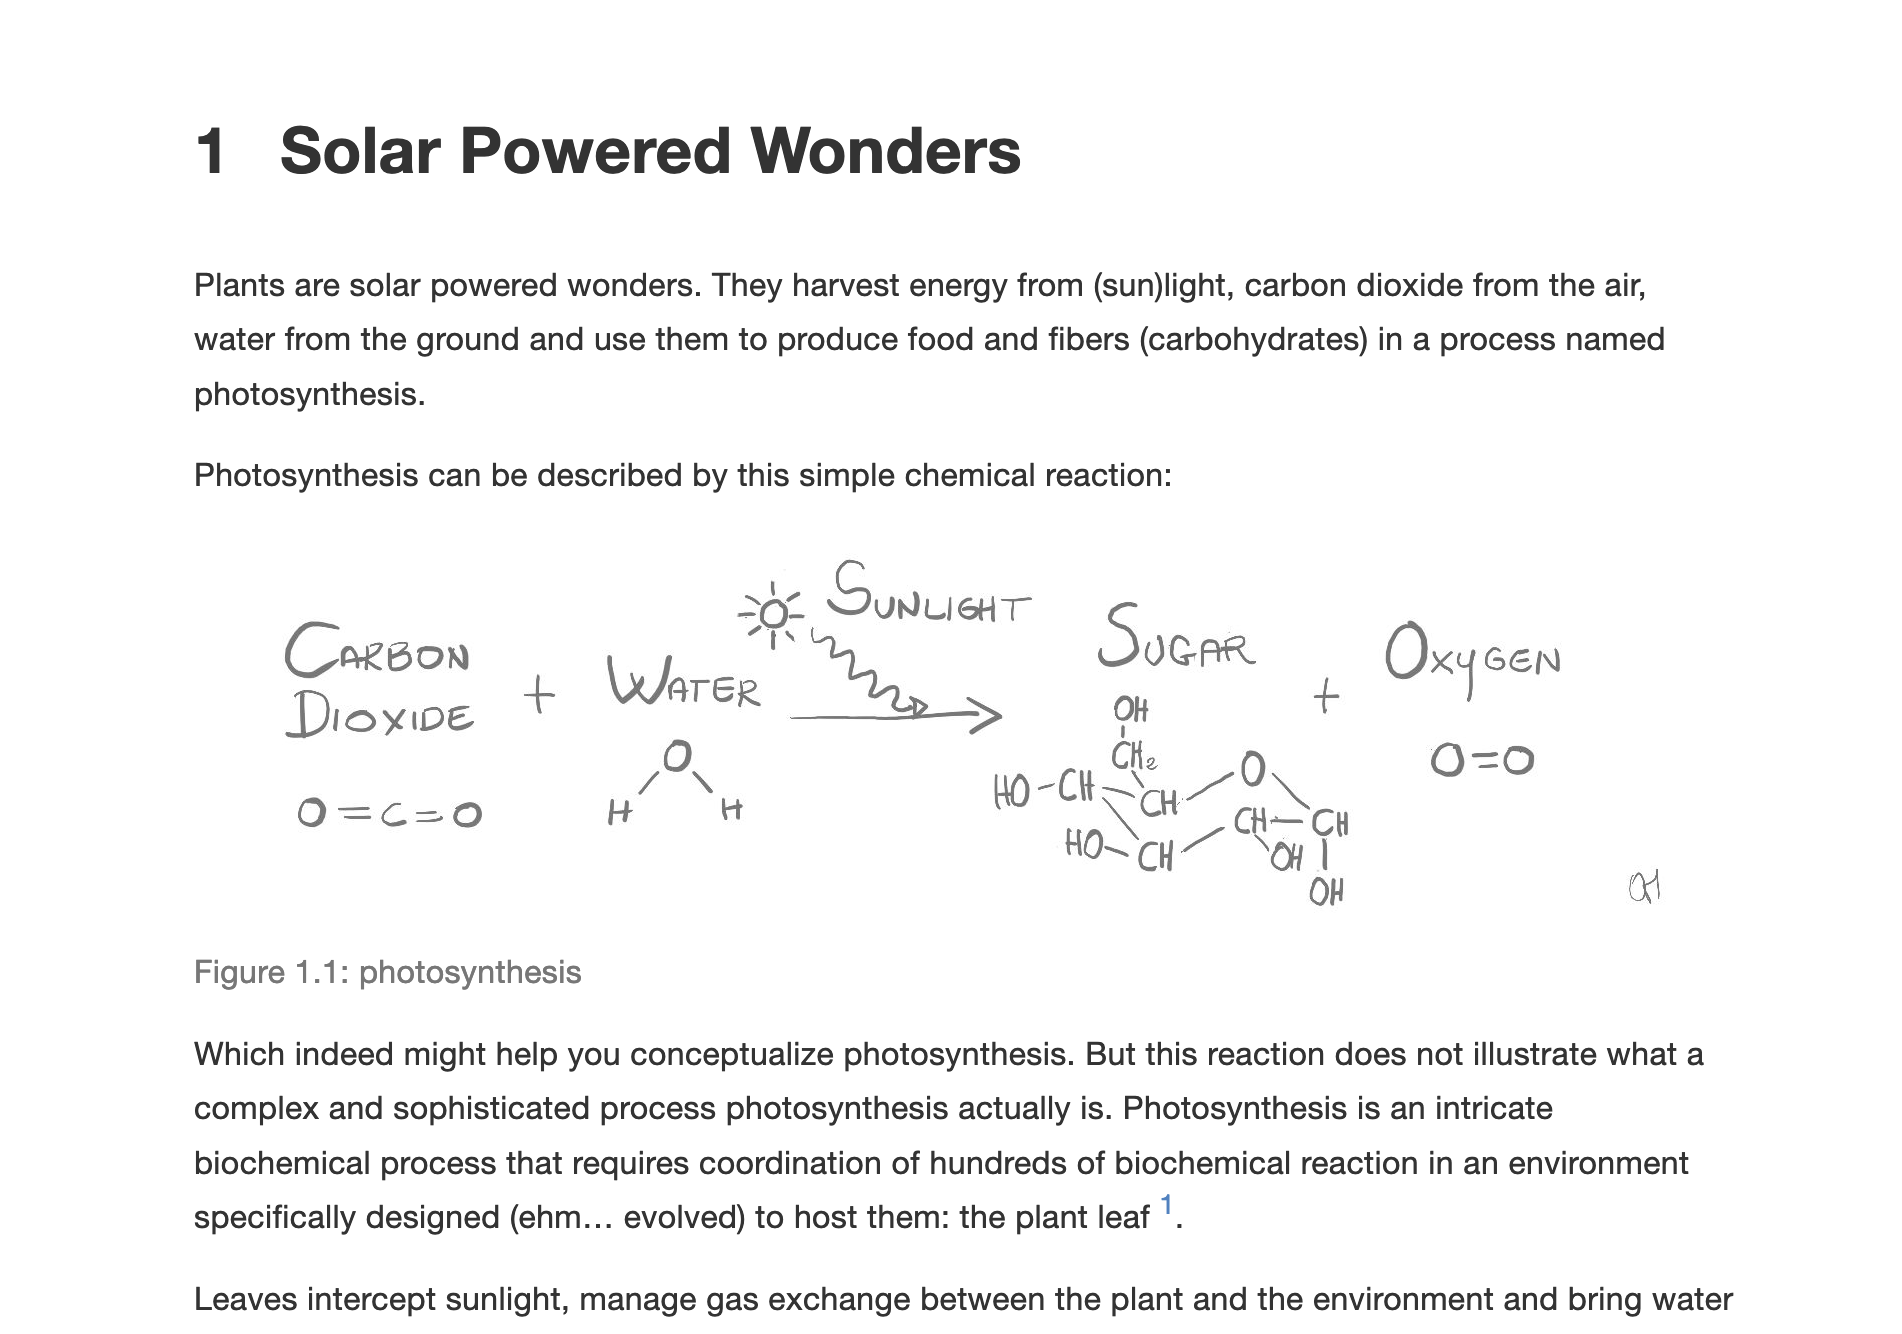 1 Solar Powered Wonders
Plants are solar powered wonders. They harvest energy from (sun)light, carbon dioxide from the air,
water from the ground and use them to produce food and fibers (carbohydrates) in a process named
photosynthesis.
Photosynthesis can be described by this simple chemical reaction:
SUNLIGHT
CARBON
DIOXIDE
+
WATER
SUGAR
+
OXYGEN
O=C=O
O
H H
OH
CH2
HO-CH
CH
O
HO-CH
CH
CH
OH
OH
O=O
Figure 1.1: photosynthesis
Which indeed might help you conceptualize photosynthesis. But this reaction does not illustrate what a
complex and sophisticated process photosynthesis actually is. Photosynthesis is an intricate
biochemical process that requires coordination of hundreds of biochemical reaction in an environment
specifically designed (ehm... evolved) to host them: the plant leaf 1.
Leaves intercept sunlight, manage gas exchange between the plant and the environment and bring water